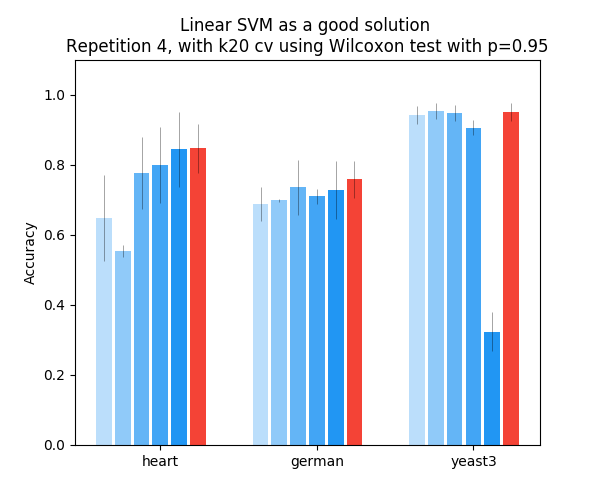 Linear SVM as a good solution
Repetition 4, with k20 cv using Wilcoxon test with p=0.95
1.0
0.8
0.6
0.4
0.2
0.0
Accuracy
heart german yeast3